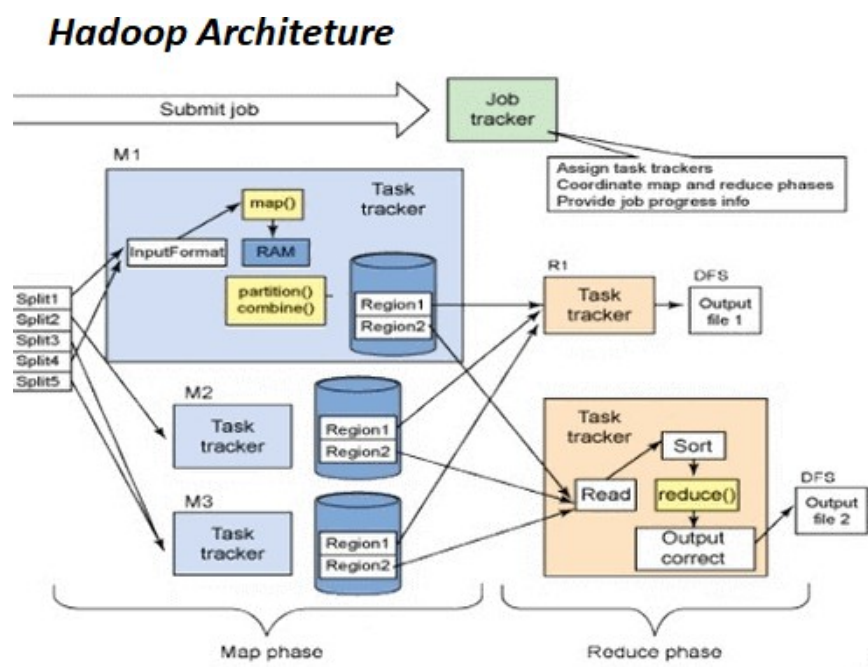 Hadoop Architeture
Submit job
Job
tracker
Assign task trackers
Coordinate map and reduce phases
Provide job progress info
M1
Task
tracker
map()
InputFormat
RAM
partition()
combine()
Region1
Region2
Split1
Split2
Split3
Split4
Split5
M2
Task
tracker
Region1
Region2
M3
Task
tracker
Region1
Region2
R1
Task
tracker
DFS
Output
file 1
Task
tracker
Sort
Read
reduce()
Output
correct
DFS
Output
file 2
Map phase
Reduce phase